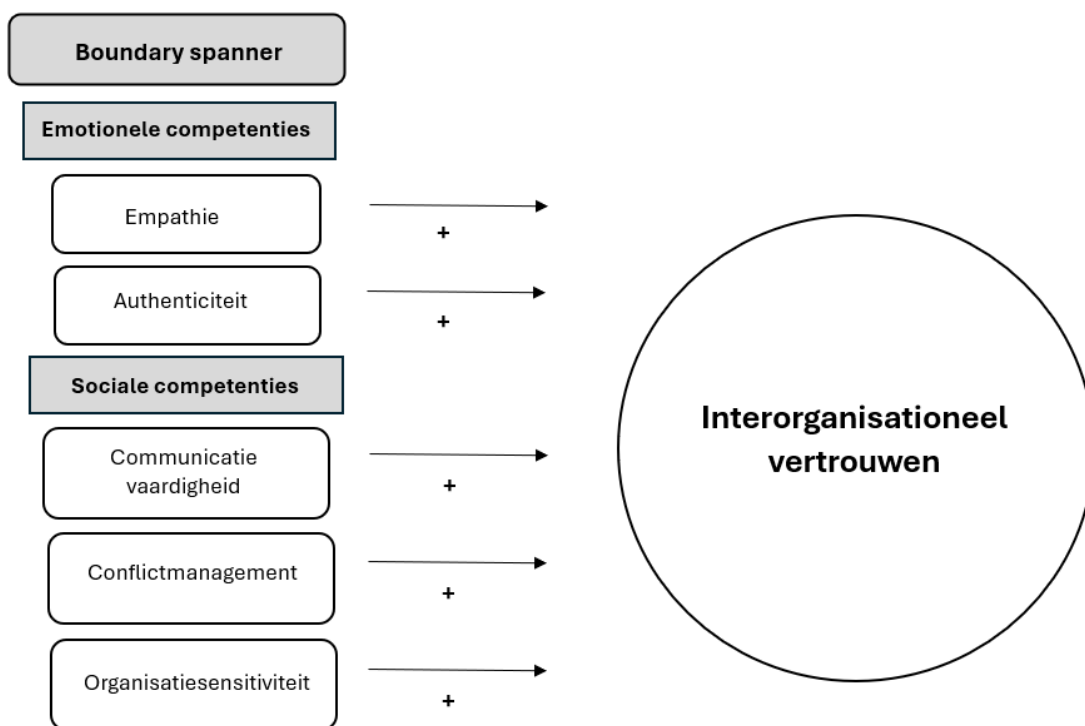 Boundary spanner
Emotionele competenties
Empathie
+
Authenticiteit
+
Sociale competenties
Communicatie
vaardigheid
+
Conflictmanagement
+
Organisatiesensitiviteit
+
Interorganisationeel
vertrouwen